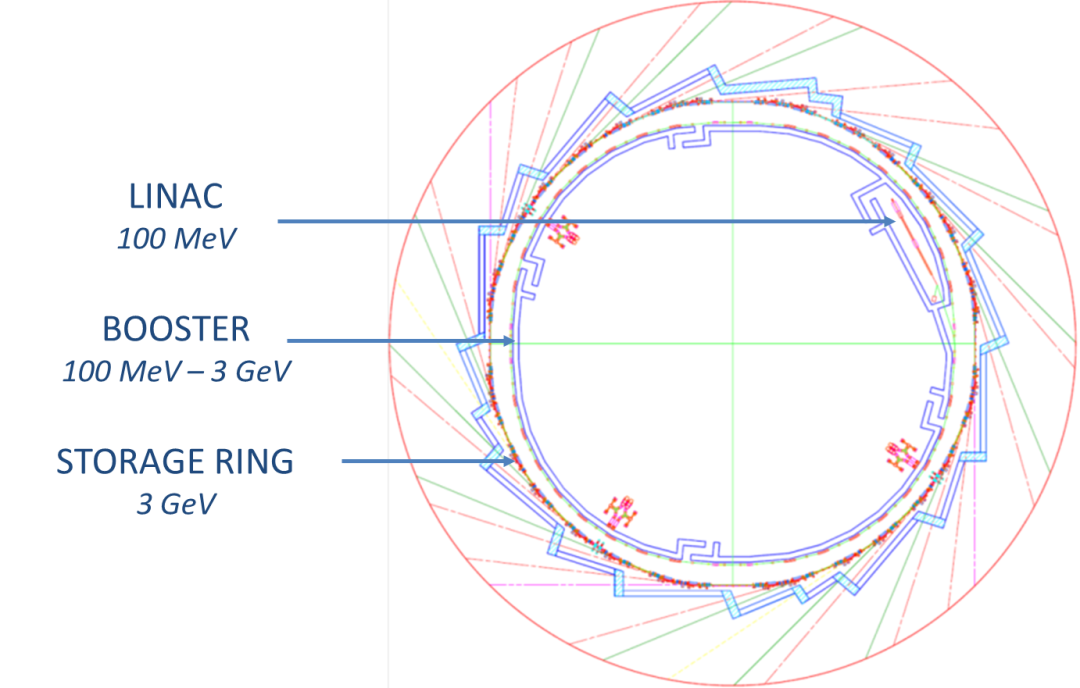 LINAC
100 MeV
BOOSTER
100 MeV – 3 GeV
STORAGE RING
3 GeV